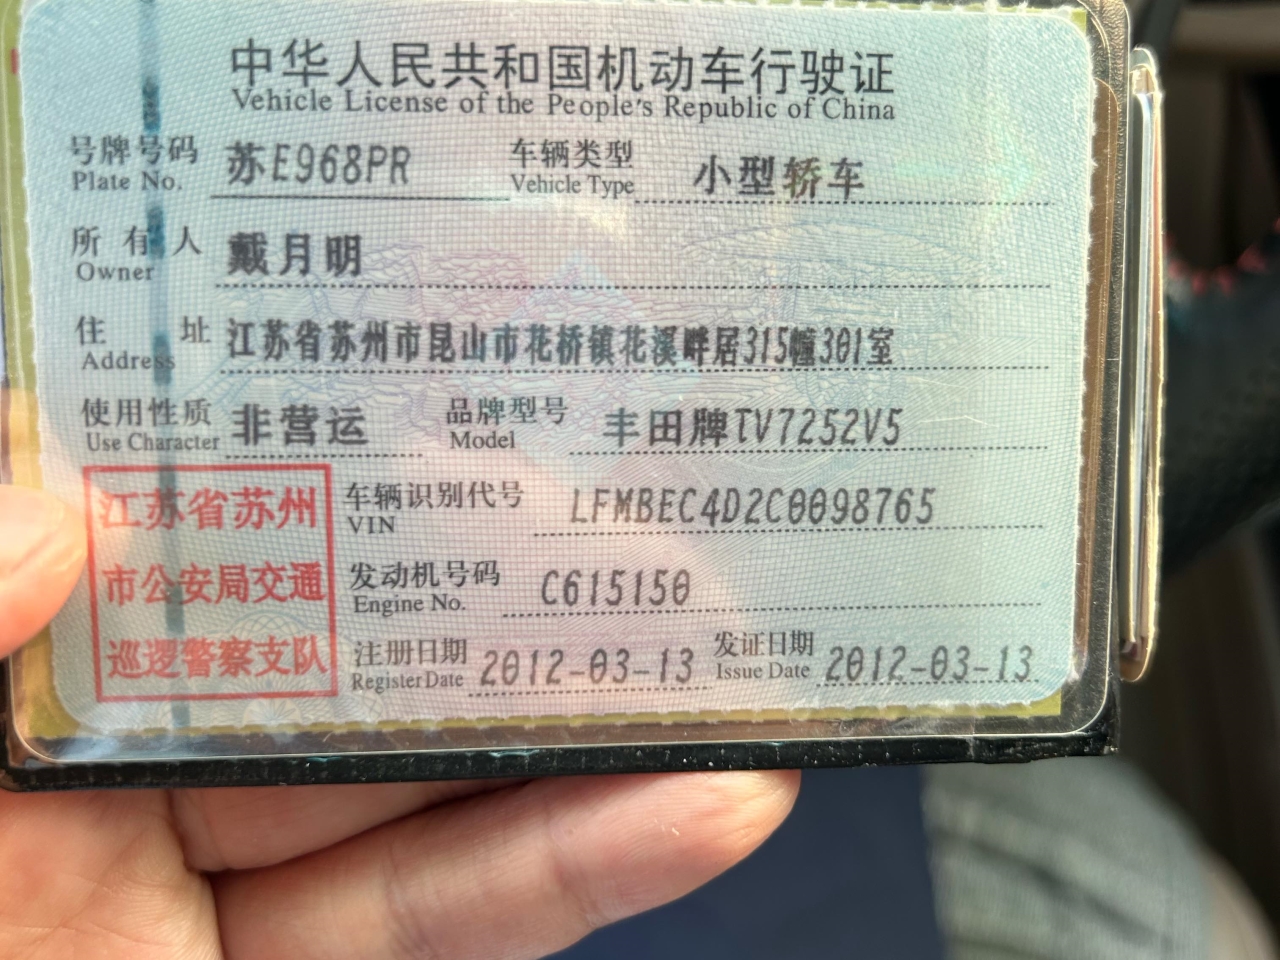 中华人民共和国机动车行驶证
Vehicle License of the People's Republic of China
号牌号码 苏E968PR 车辆类型 小型轿车
Plate No. Vehicle Type
所有人 戴月明
Owner
住址 江苏省苏州市昆山市花桥镇花溪畔居315幢301室
Address
使用性质 非营运 品牌型号 丰田牌TV7252V5
Use Character Model
江苏省苏州
市公安局交通
巡逻警察支队
车辆识别代号 LFMBEC4D2C0098765
VIN
发动机号码 C615150
Engine No.
注册日期 2012-03-13 发证日期 2012-03-13
Register Date Issue Date